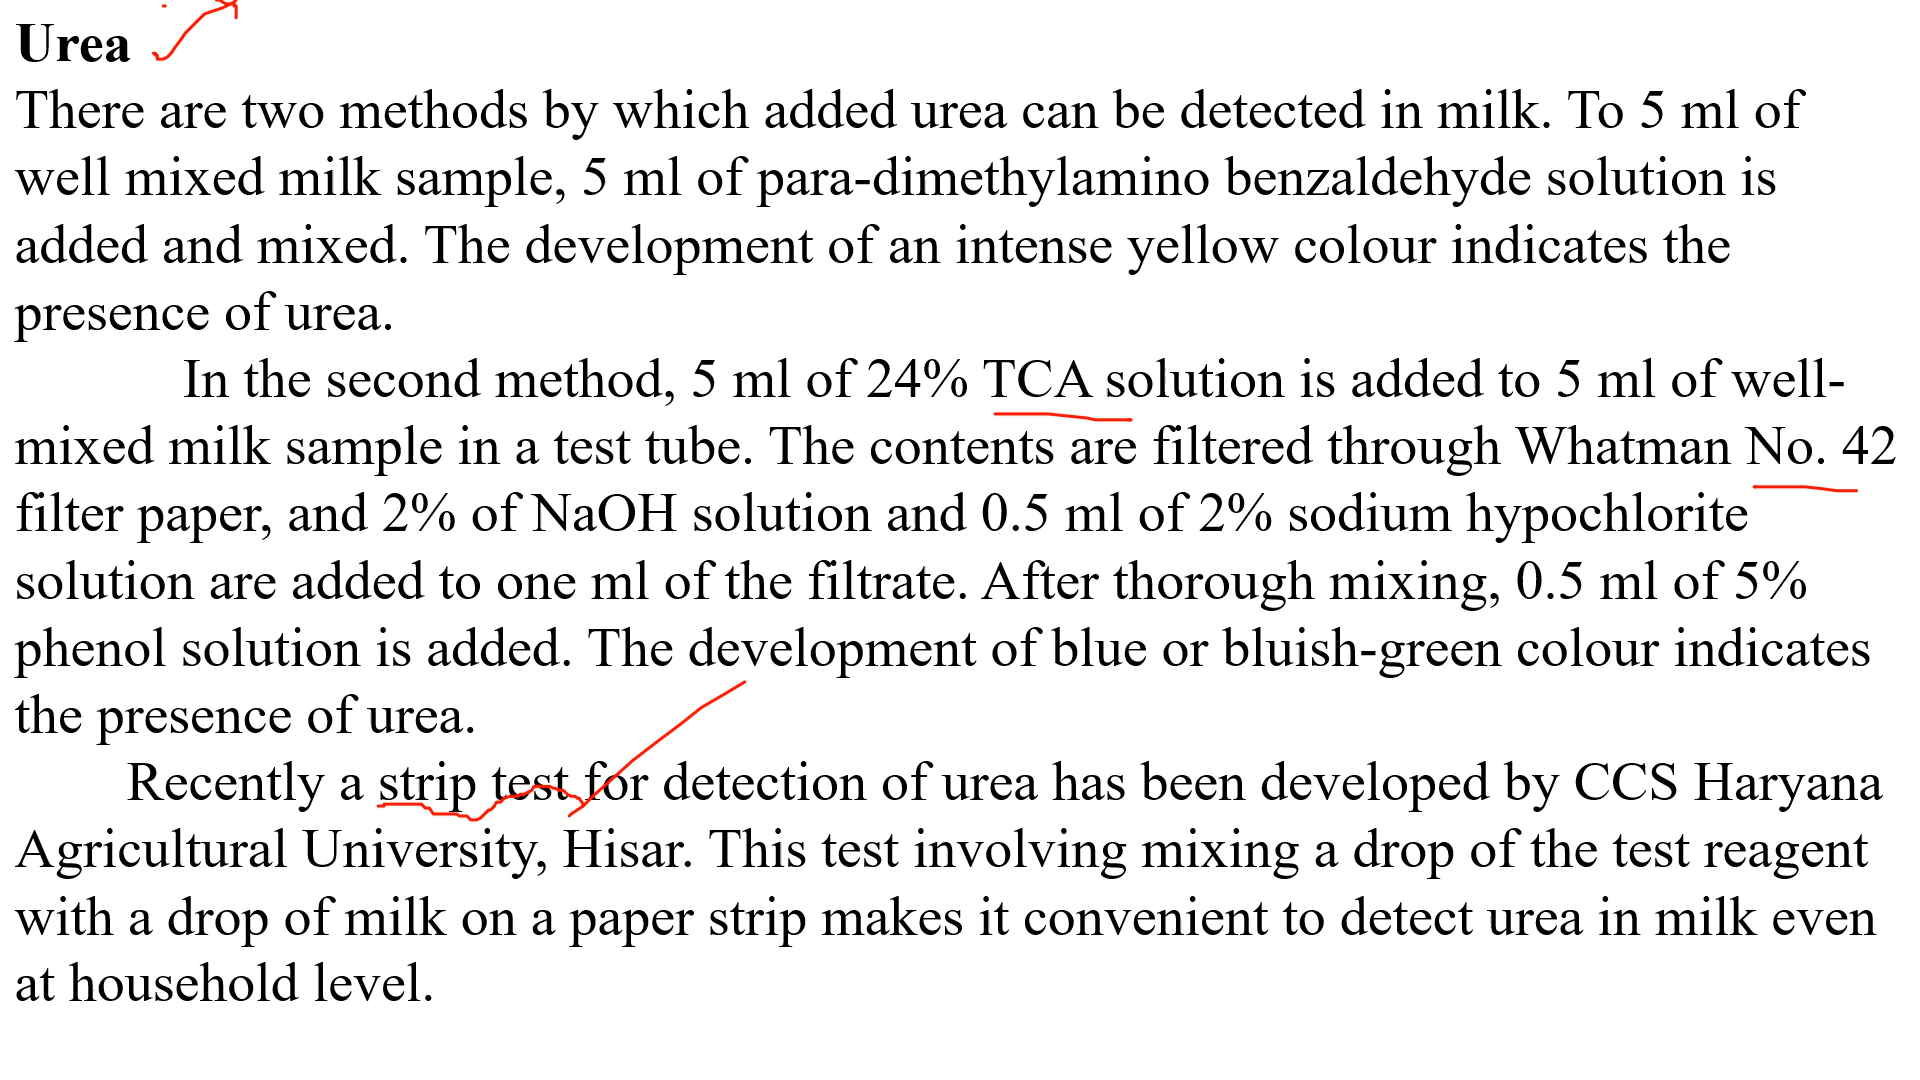 Urea
There are two methods by which added urea can be detected in milk. To 5 ml of
well mixed milk sample, 5 ml of para-dimethylamino benzaldehyde solution is
added and mixed. The development of an intense yellow colour indicates the
presence of urea.
In the second method, 5 ml of 24% TCA solution is added to 5 ml of well-
mixed milk sample in a test tube. The contents are filtered through Whatman No. 42
filter paper, and 2% of NaOH solution and 0.5 ml of 2% sodium hypochlorite
solution are added to one ml of the filtrate. After thorough mixing, 0.5 ml of 5%
phenol solution is added. The development of blue or bluish-green colour indicates
the presence of urea.
Recently a strip test for detection of urea has been developed by CCS Haryana
Agricultural University, Hisar. This test involving mixing a drop of the test reagent
with a drop of milk on a paper strip makes it convenient to detect urea in milk even
at household level.